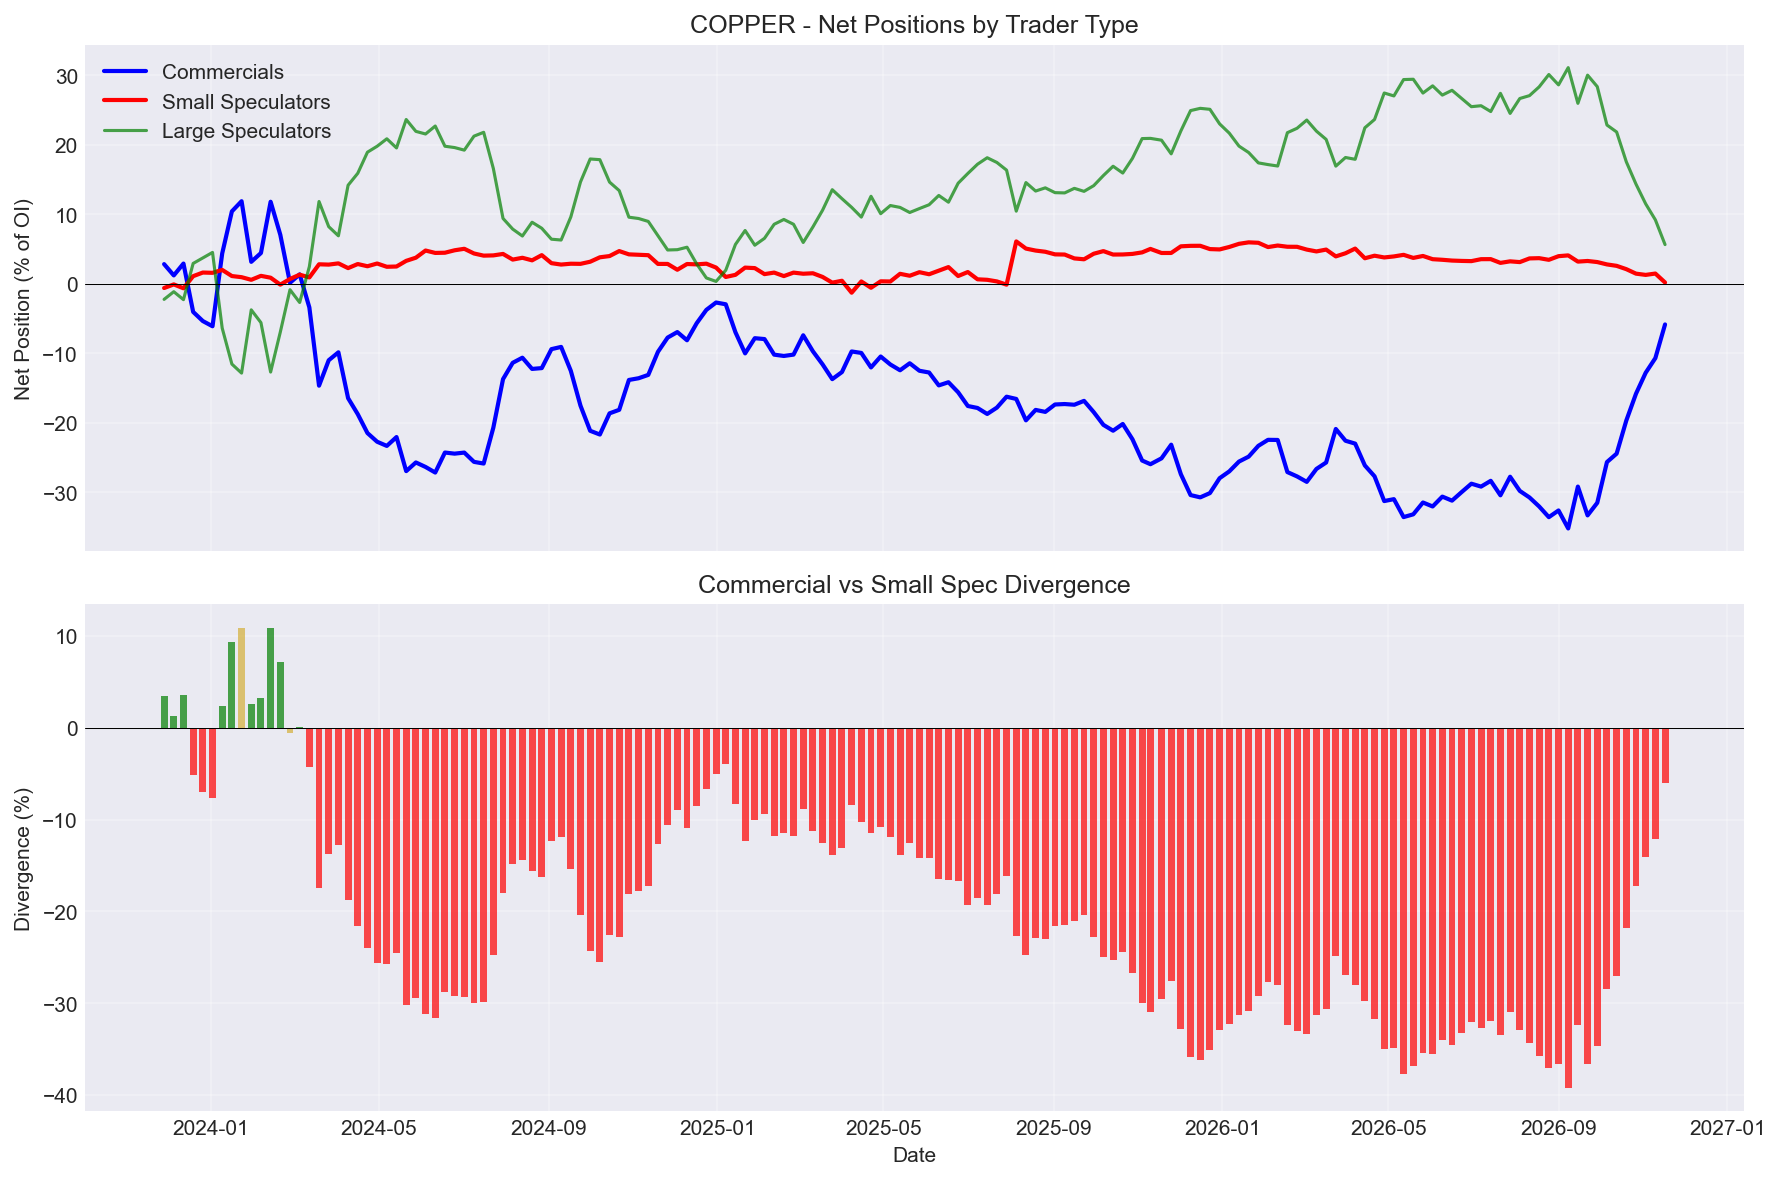 COPPER - Net Positions by Trader Type
Commercials
Small Speculators
Large Speculators
Net Position (% of OI)
30
20
10
0
−10
−20
−30
Commercial vs Small Spec Divergence
Divergence (%)
10
0
−10
−20
−30
−40
2024-01
2024-05
2024-09
2025-01
2025-05
2025-09
2026-01
2026-05
2026-09
2027-01
Date